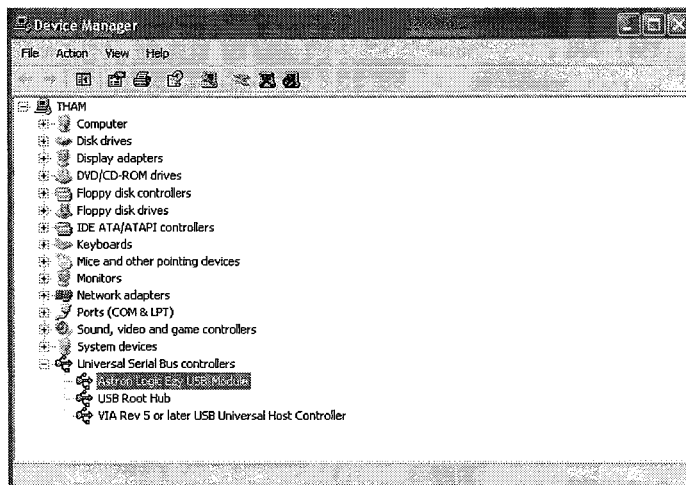 Device Manager
File Action View Help
THAM
Computer
Disk drives
Display adapters
DVD/CD-ROM drives
Floppy disk controllers
Floppy disk drives
IDE ATA/ATAPI controllers
Keyboards
Mice and other pointing devices
Monitors
Network adapters
Ports (COM & LPT)
Sound, video and game controllers
System devices
Universal Serial Bus controllers
Astron Logic Ezy USB Module
USB Root Hub
VIA Rev 5 or later USB Universal Host Controller